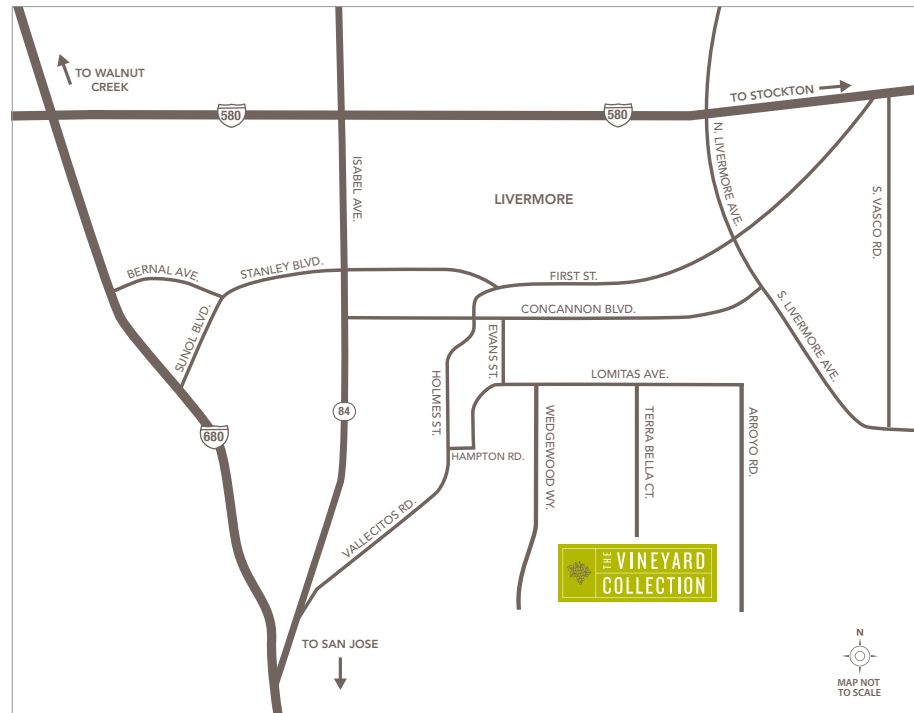 TO WALNUT
CREEK
580
580
TO STOCKTON
ISABEL AVE.
N. LIVERMORE AVE.
S. VASCO RD.
LIVERMORE
BERNAL AVE.
STANLEY BLVD.
FIRST ST.
SUNOL BLVD.
CONCANNON BLVD.
S. LIVERMORE AVE.
EVANS ST.
HOLMES ST.
LOMITAS AVE.
84
680
WEDGEWOOD WY.
TERRA BELLA CT.
ARROYO RD.
HAMPTON RD.
VALLECITOS RD.
THE VINEYARD
COLLECTION
TO SAN JOSE
N
MAP NOT
TO SCALE